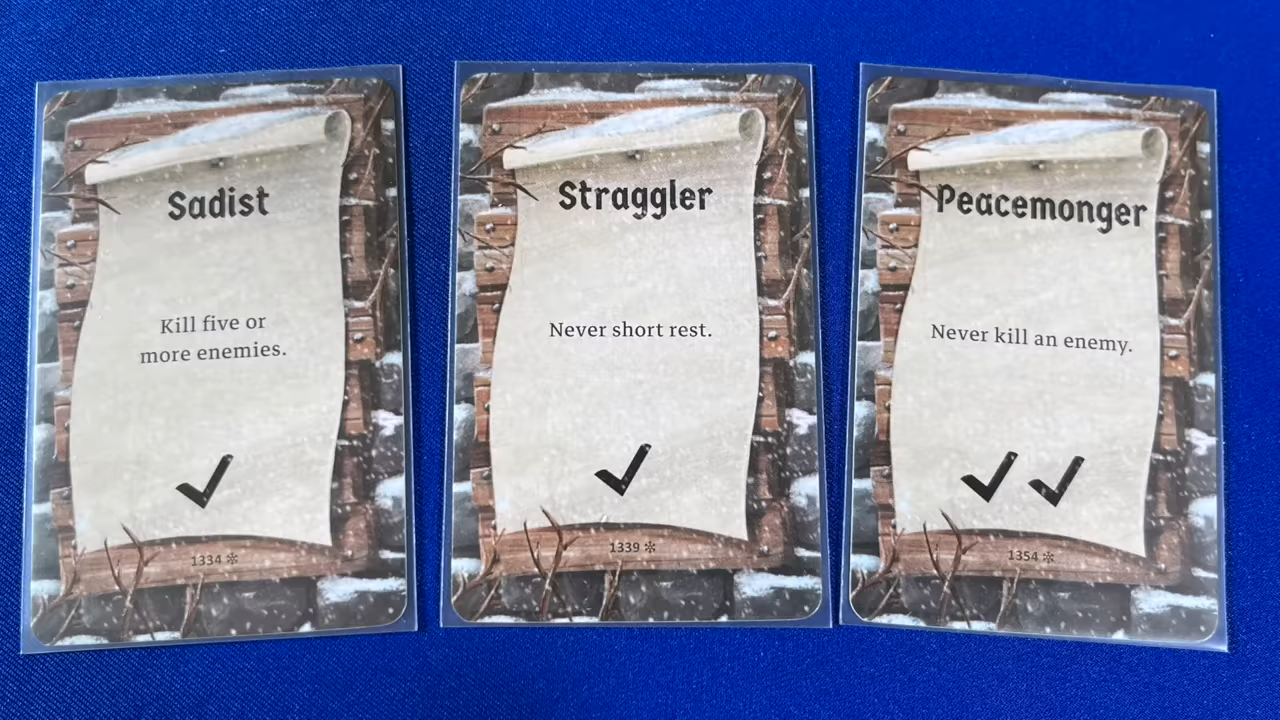 Sadist
Kill five or
more enemies.
1334
Straggler
Never short rest.
1339
Peacemonger
Never kill an enemy.
1354